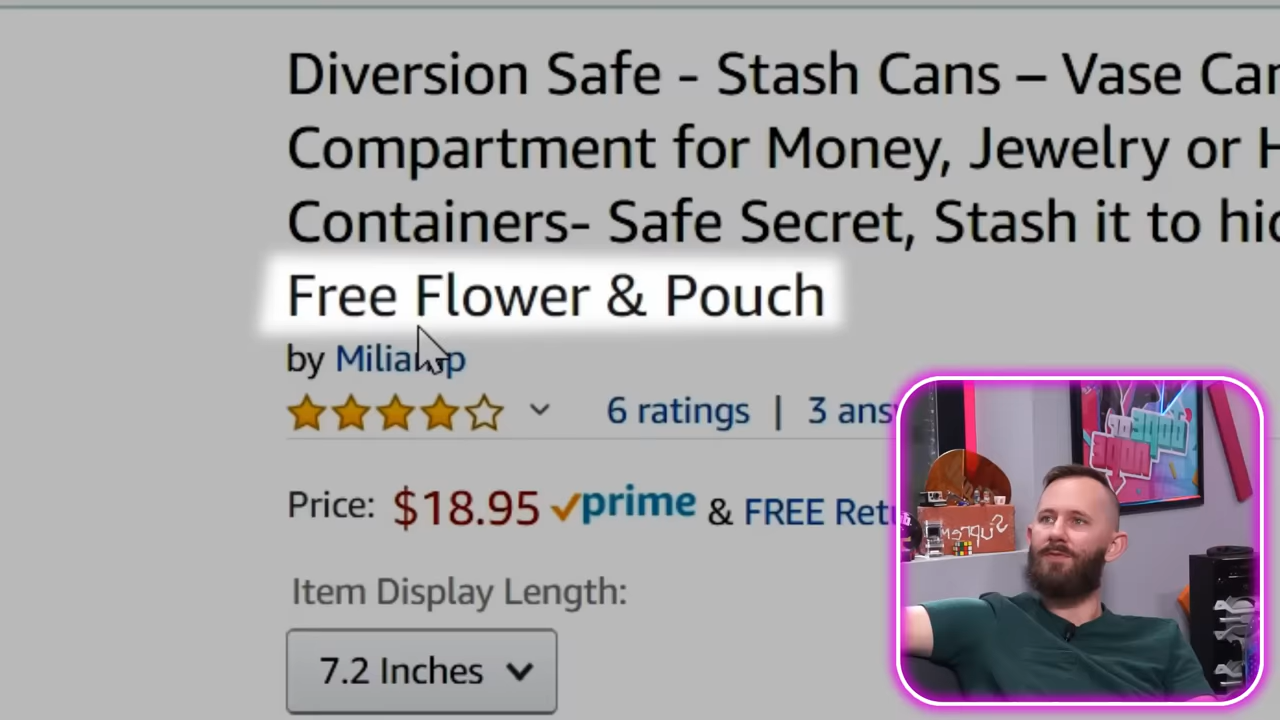 Diversion Safe - Stash Cans – Vase Ca
Compartment for Money, Jewelry or H
Containers- Safe Secret, Stash it to hi
Free Flower & Pouch
by
6 ratings | 3 ans
Price: $18.95 prime & FREE Ret
Item Display Length:
7.2 Inches